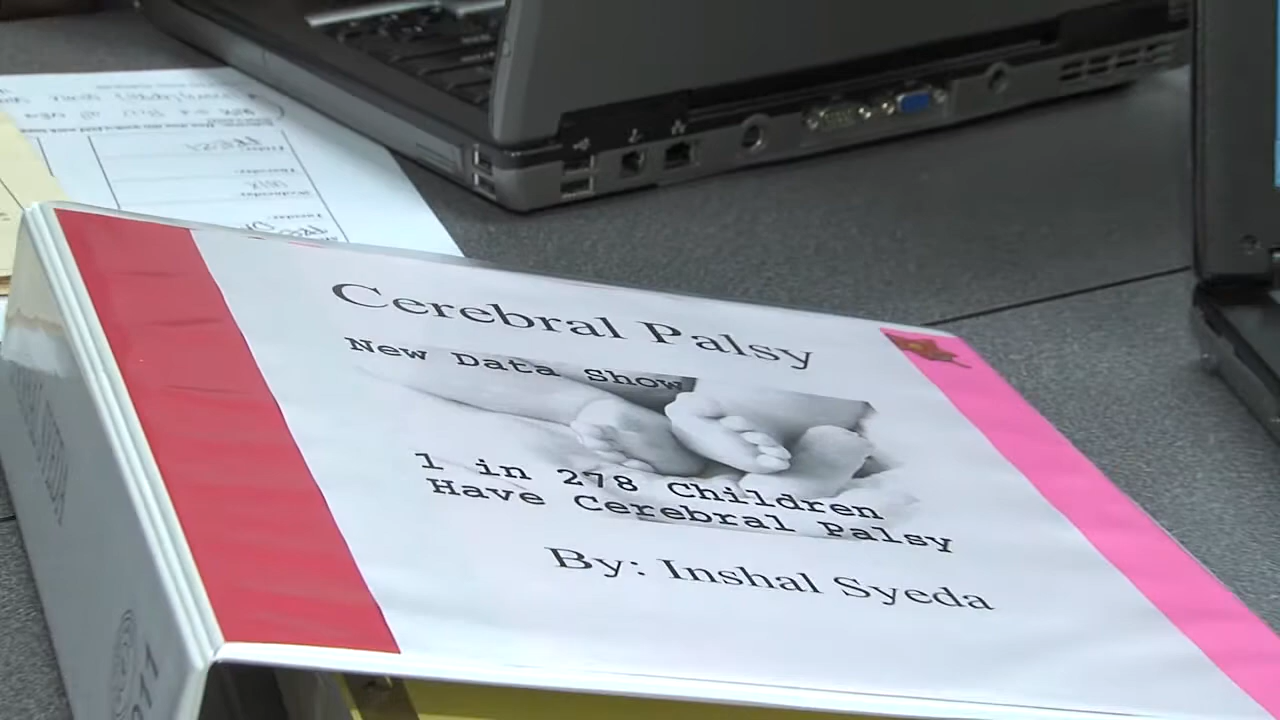 Cerebral Palsy
New Data Show
1 in 278 Children
Have Cerebral Palsy
By: Inshal Syeda